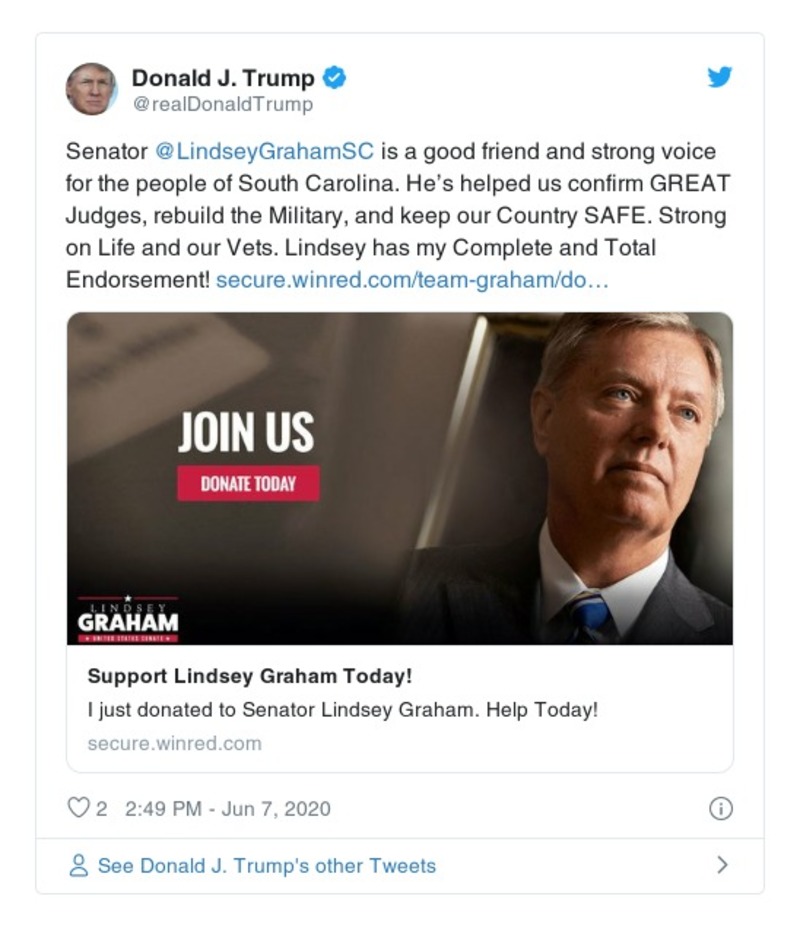 Donald J. Trump
@realDonaldTrump
Senator @LindseyGrahamSC is a good friend and strong voice
for the people of South Carolina. He’s helped us confirm GREAT
Judges, rebuild the Military, and keep our Country SAFE. Strong
on Life and our Vets. Lindsey has my Complete and Total
Endorsement! secure.winred.com/team-graham/do…
JOIN US
DONATE TODAY
LINDSEY
GRAHAM
UNITED STATES SENATE
Support Lindsey Graham Today!
I just donated to Senator Lindsey Graham. Help Today!
secure.winred.com
2 2:49 PM - Jun 7, 2020
See Donald J. Trump's other Tweets